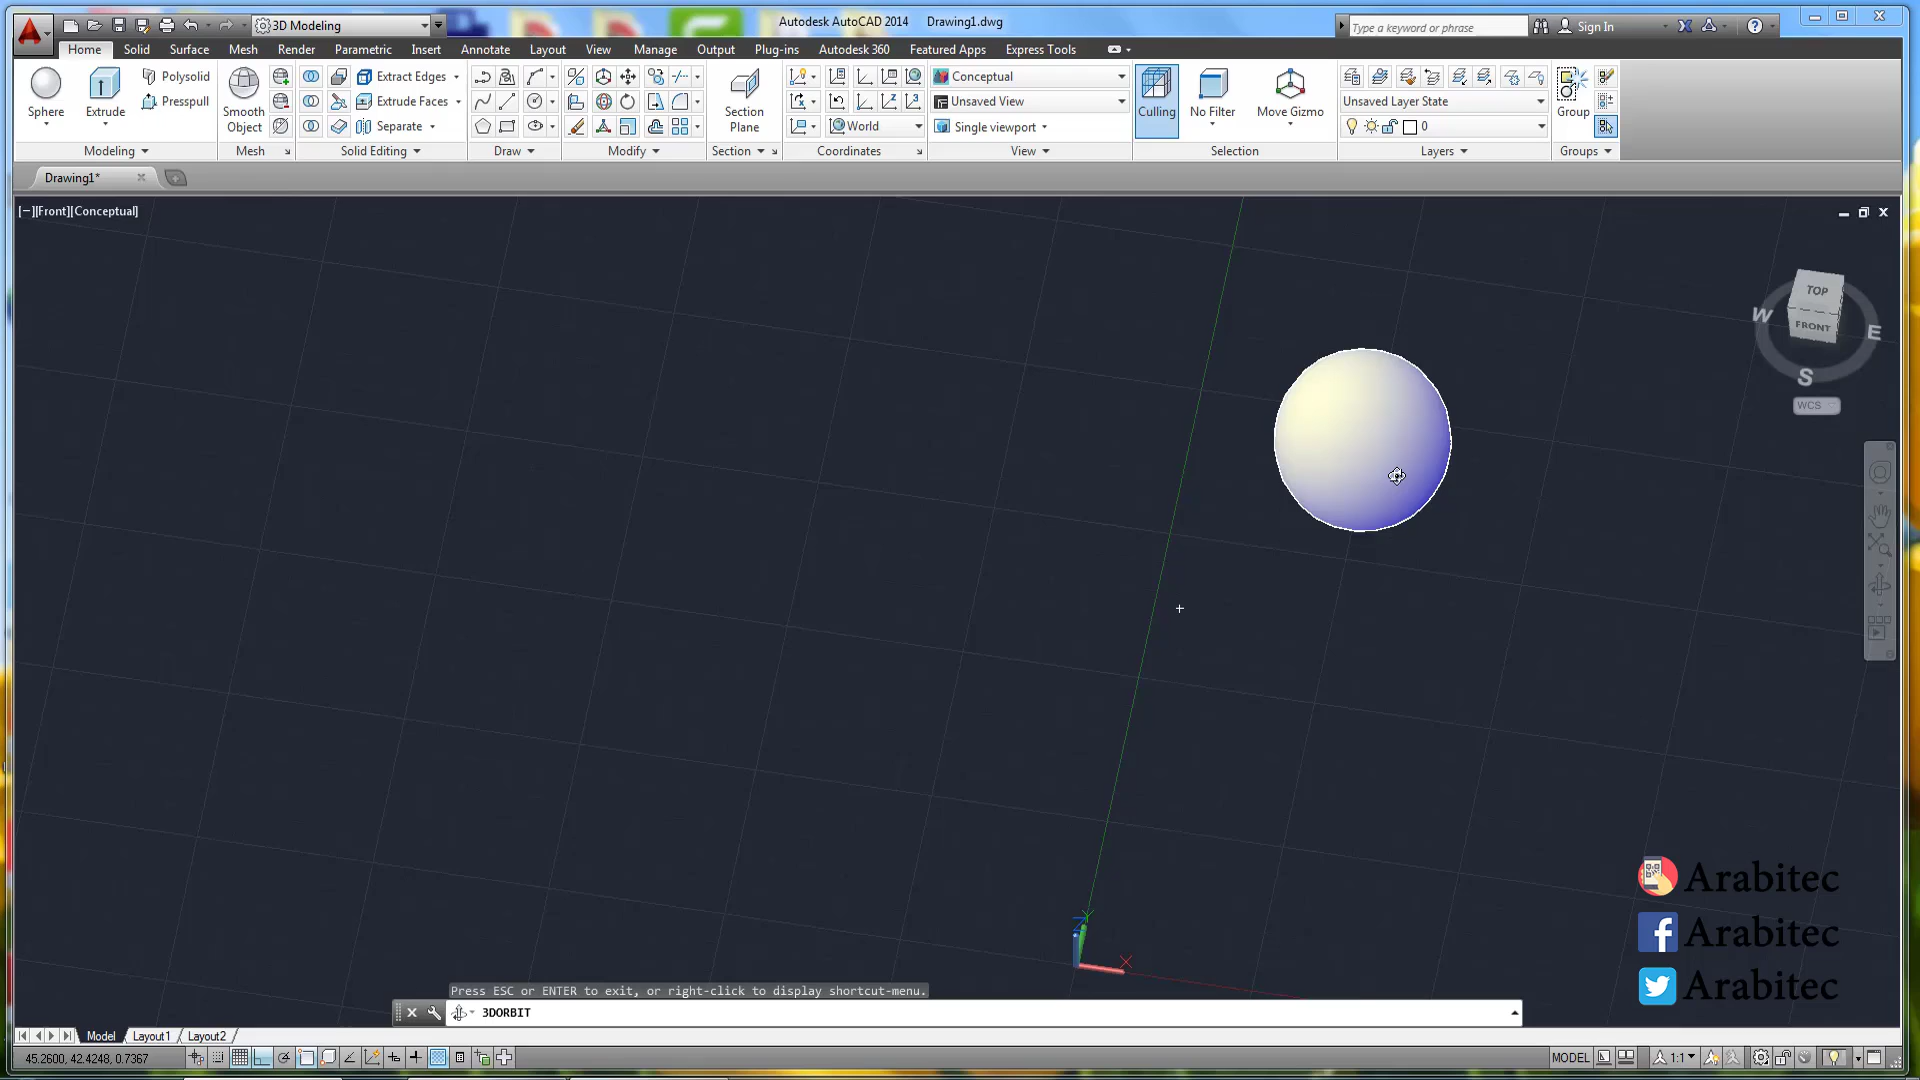 3D Modeling
Autodesk AutoCAD 2014 Drawing1.dwg
Type a keyword or phrase
Sign In
Home Solid Surface Mesh Render Parametric Insert Annotate Layout View Manage Output Plug-ins Autodesk 360 Featured Apps Express Tools
Sphere
Extrude
Polysolid
Presspull
Smooth
Object
Extract Edges
Extrude Faces
Separate
Section
Plane
World
Conceptual
Unsaved View
Single viewport
Culling
No Filter
Move Gizmo
Unsaved Layer State
0
Group
Modeling Mesh Solid Editing Draw Modify Section Coordinates View Selection Layers Groups
Drawing1*
[−][Front][Conceptual]
TOP
FRONT
W
E
S
WCS
Z
Y
X
Arabitec
Arabitec
Arabitec
Press ESC or ENTER to exit, or right-click to display shortcut-menu.
3DORBIT
Model Layout1 Layout2
45.2600, 42.4248, 0.7367
MODEL
1:1